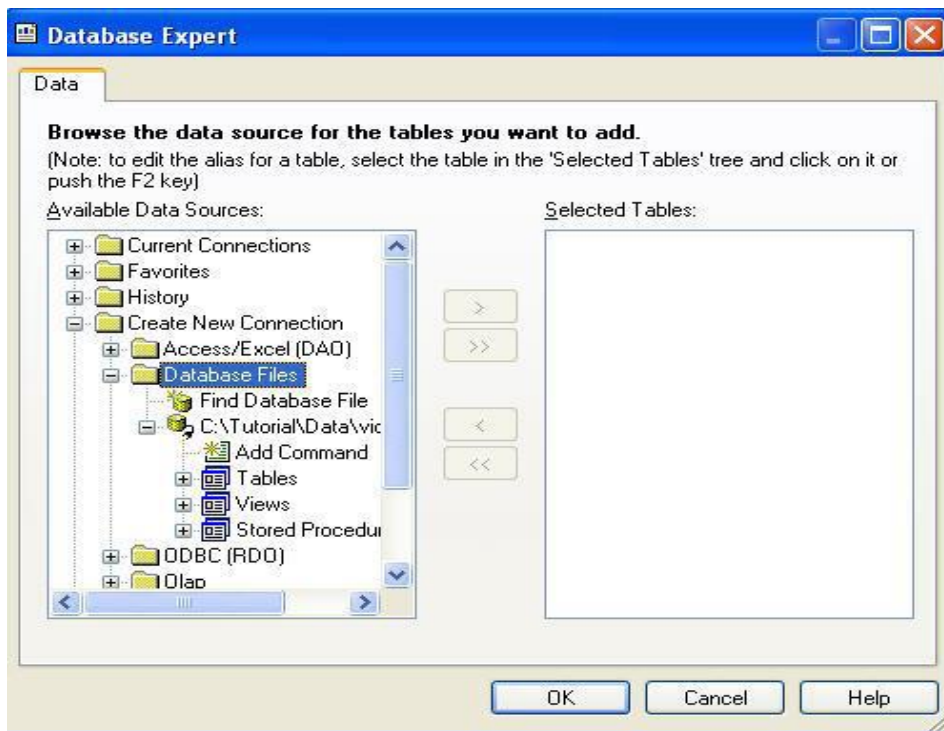 Database Expert
Data
Browse the data source for the tables you want to add.
(Note: to edit the alias for a table, select the table in the 'Selected Tables' tree and click on it or
push the F2 key)
Available Data Sources:
Selected Tables:
Current Connections
Favorites
History
Create New Connection
Access/Excel (DAO)
Database Files
Find Database File
C:\Tutorial\Data\vic
Add Command
Tables
Views
Stored Procedur
ODBC (RDO)
Olap
>
>>
<
<<
OK
Cancel
Help